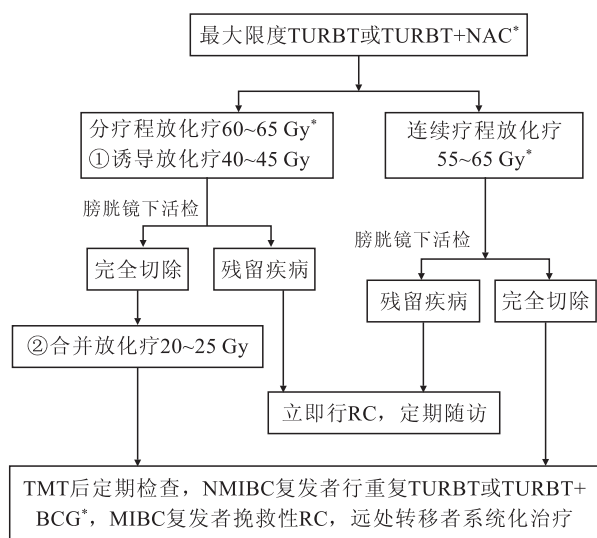 最大限度TURBT或TURBT+NAC*
分疗程放化疗60~65 Gy*
①诱导放化疗40~45 Gy
连续疗程放化疗
55~65 Gy*
膀胱镜下活检
膀胱镜下活检
完全切除
残留疾病
残留疾病
完全切除
②合并放化疗20~25 Gy
立即行RC，定期随访
TMT后定期检查，NMIBC复发者行重复TURBT或TURBT+
BCG*，MIBC复发者挽救性RC，远处转移者系统化治疗